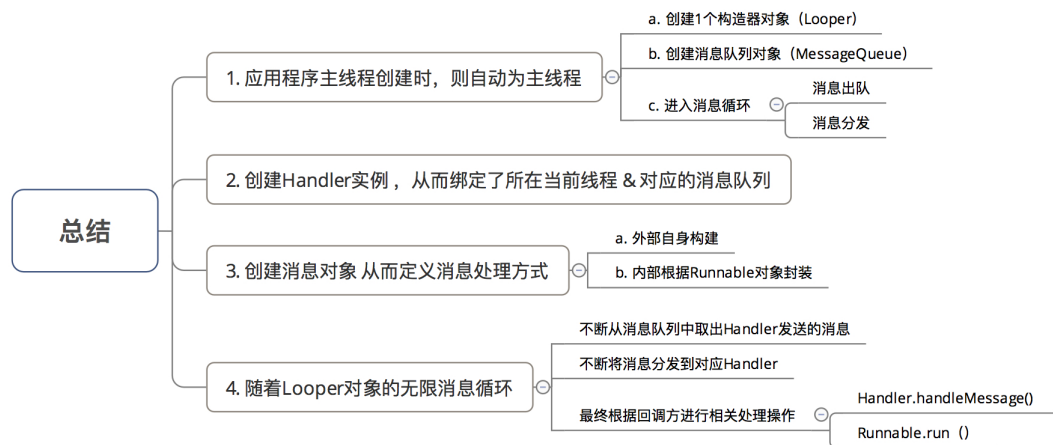 总结
1. 应用程序主线程创建时，则自动为主线程
a. 创建1个构造器对象（Looper）
b. 创建消息队列对象（MessageQueue）
c. 进入消息循环
消息出队
消息分发
2. 创建Handler实例 ，从而绑定了所在当前线程 & 对应的消息队列
3. 创建消息对象 从而定义消息处理方式
a. 外部自身构建
b. 内部根据Runnable对象封装
4. 随着Looper对象的无限消息循环
不断从消息队列中取出Handler发送的消息
不断将消息分发到对应Handler
最终根据回调方进行相关处理操作
Handler.handleMessage()
Runnable.run（）